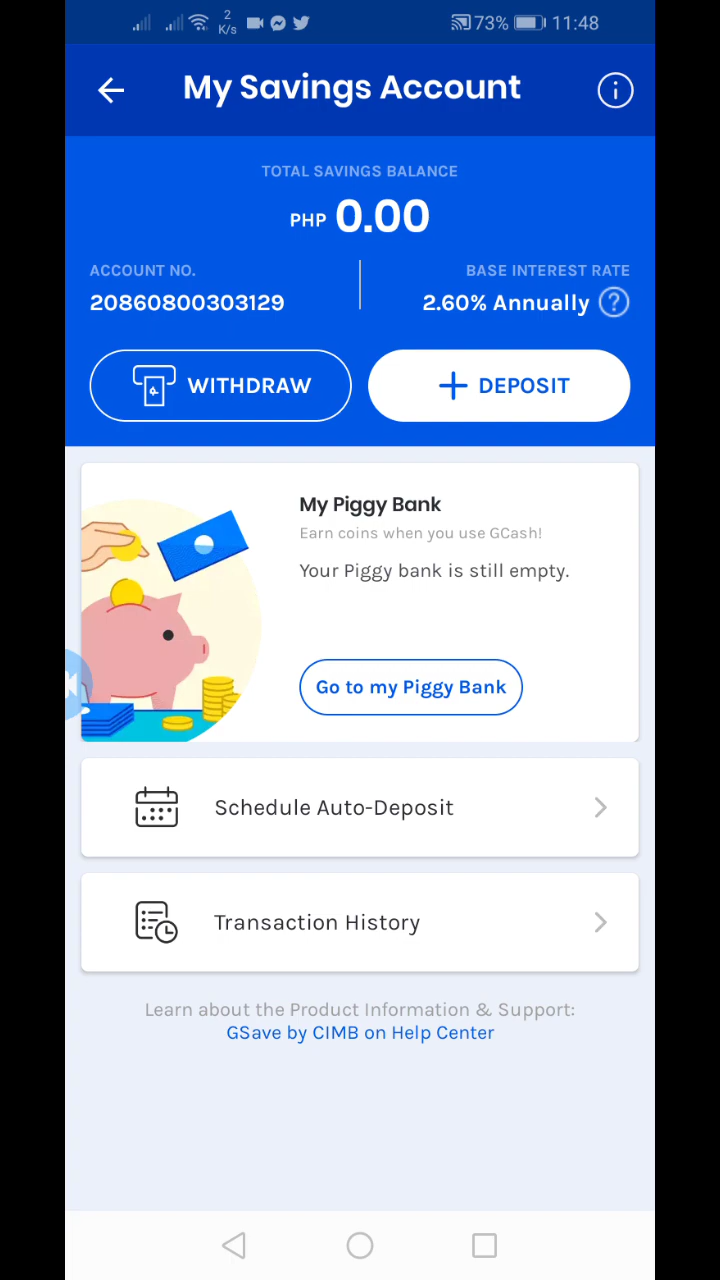 2
K/s
73%
11:48
My Savings Account
TOTAL SAVINGS BALANCE
PHP 0.00
ACCOUNT NO.
20860800303129
BASE INTEREST RATE
2.60% Annually
WITHDRAW
DEPOSIT
My Piggy Bank
Earn coins when you use GCash!
Your Piggy bank is still empty.
Go to my Piggy Bank
Schedule Auto-Deposit
Transaction History
Learn about the Product Information & Support:
GSave by CIMB on Help Center